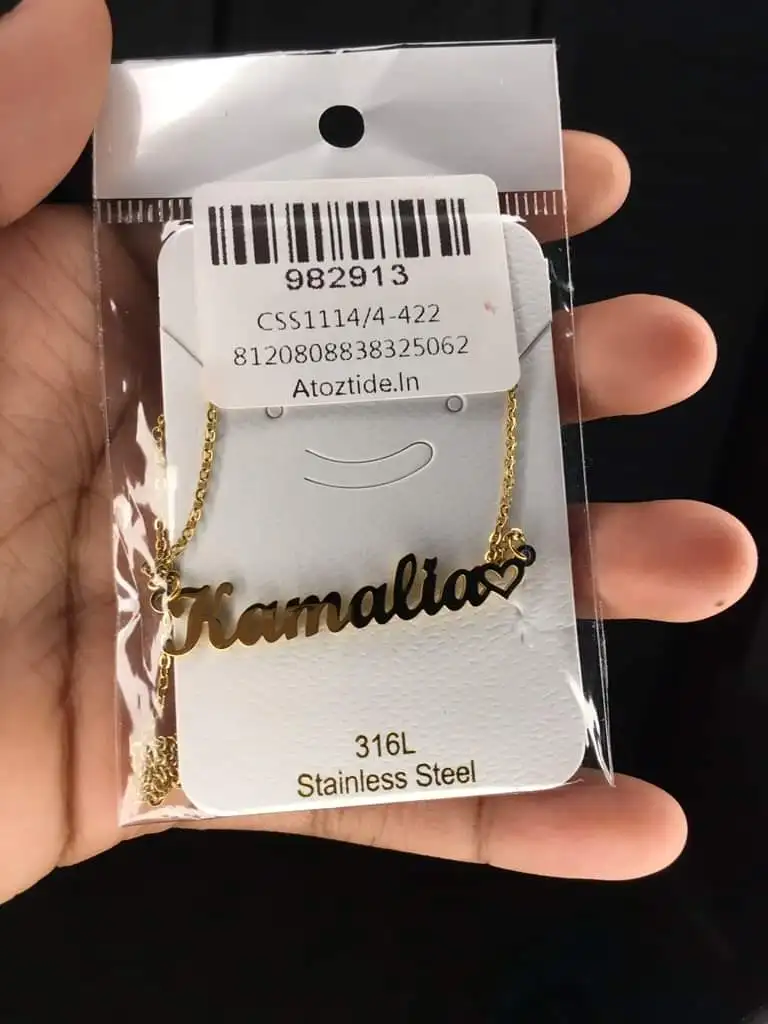 982913
CSS1114/4-422
8120808838325062
Atoztide.In
Kamalia
316L
Stainless Steel